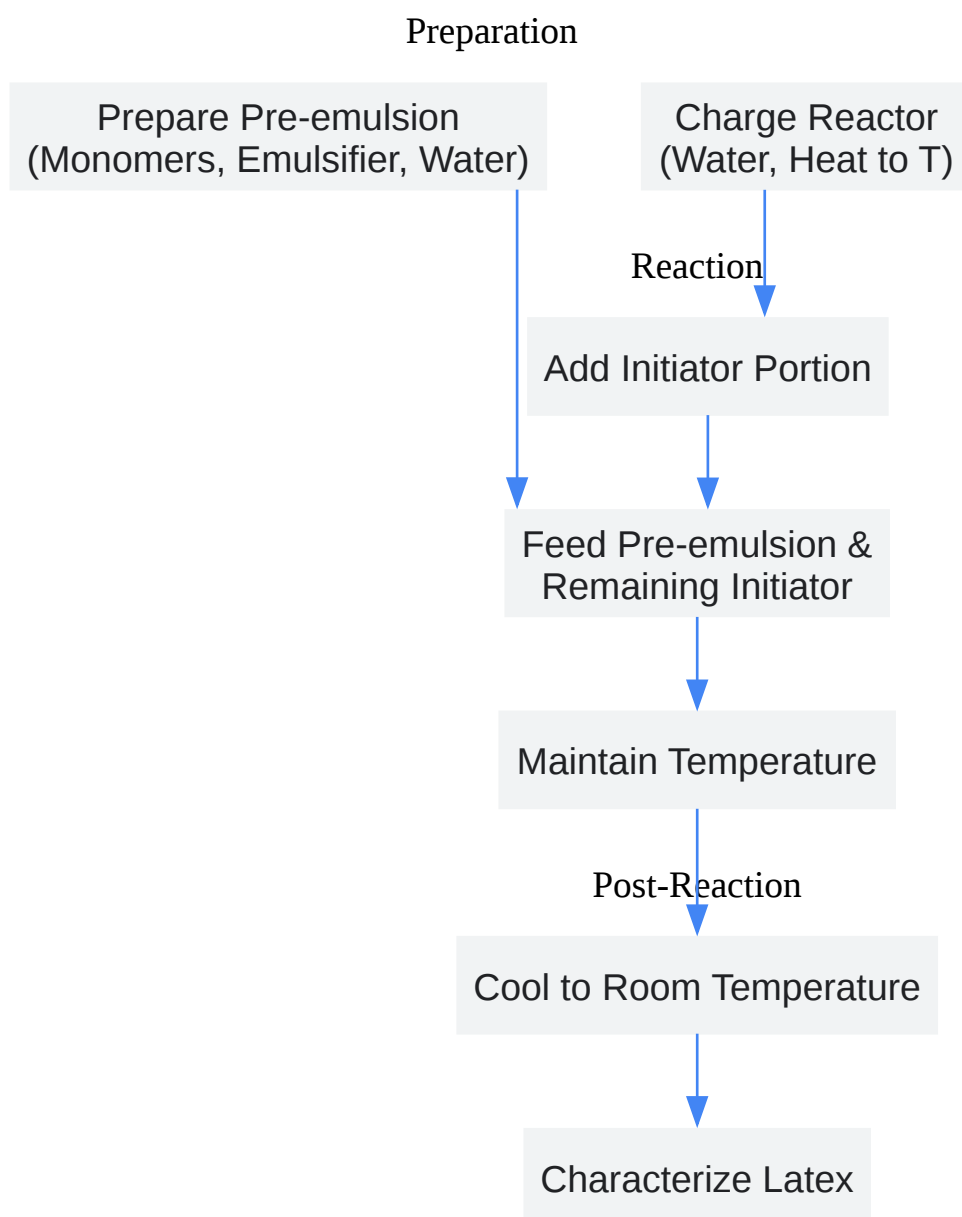 Preparation
Prepare Pre-emulsion
(Monomers, Emulsifier, Water)
Charge Reactor
(Water, Heat to T)
Reaction
Add Initiator Portion
Feed Pre-emulsion &
Remaining Initiator
Maintain Temperature
Post-Reaction
Cool to Room Temperature
Characterize Latex